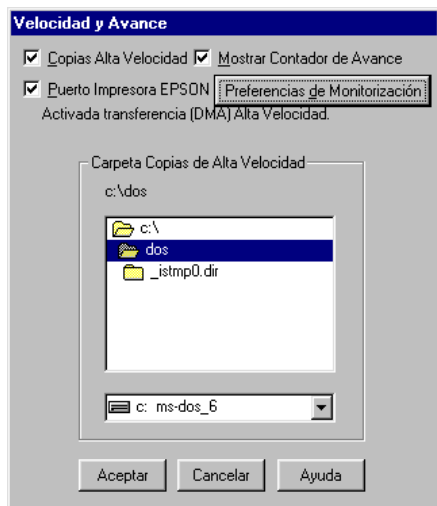 Velocidad y Avance
Copias Alta Velocidad Mostrar Contador de Avance
Puerto Impresora EPSON Preferencias de Monitorización
Activada transferencia (DMA) Alta Velocidad.
Carpeta Copias de Alta Velocidad
c:\dos
c:\
dos
_istmp0.dir
c: ms-dos_6
Aceptar Cancelar Ayuda